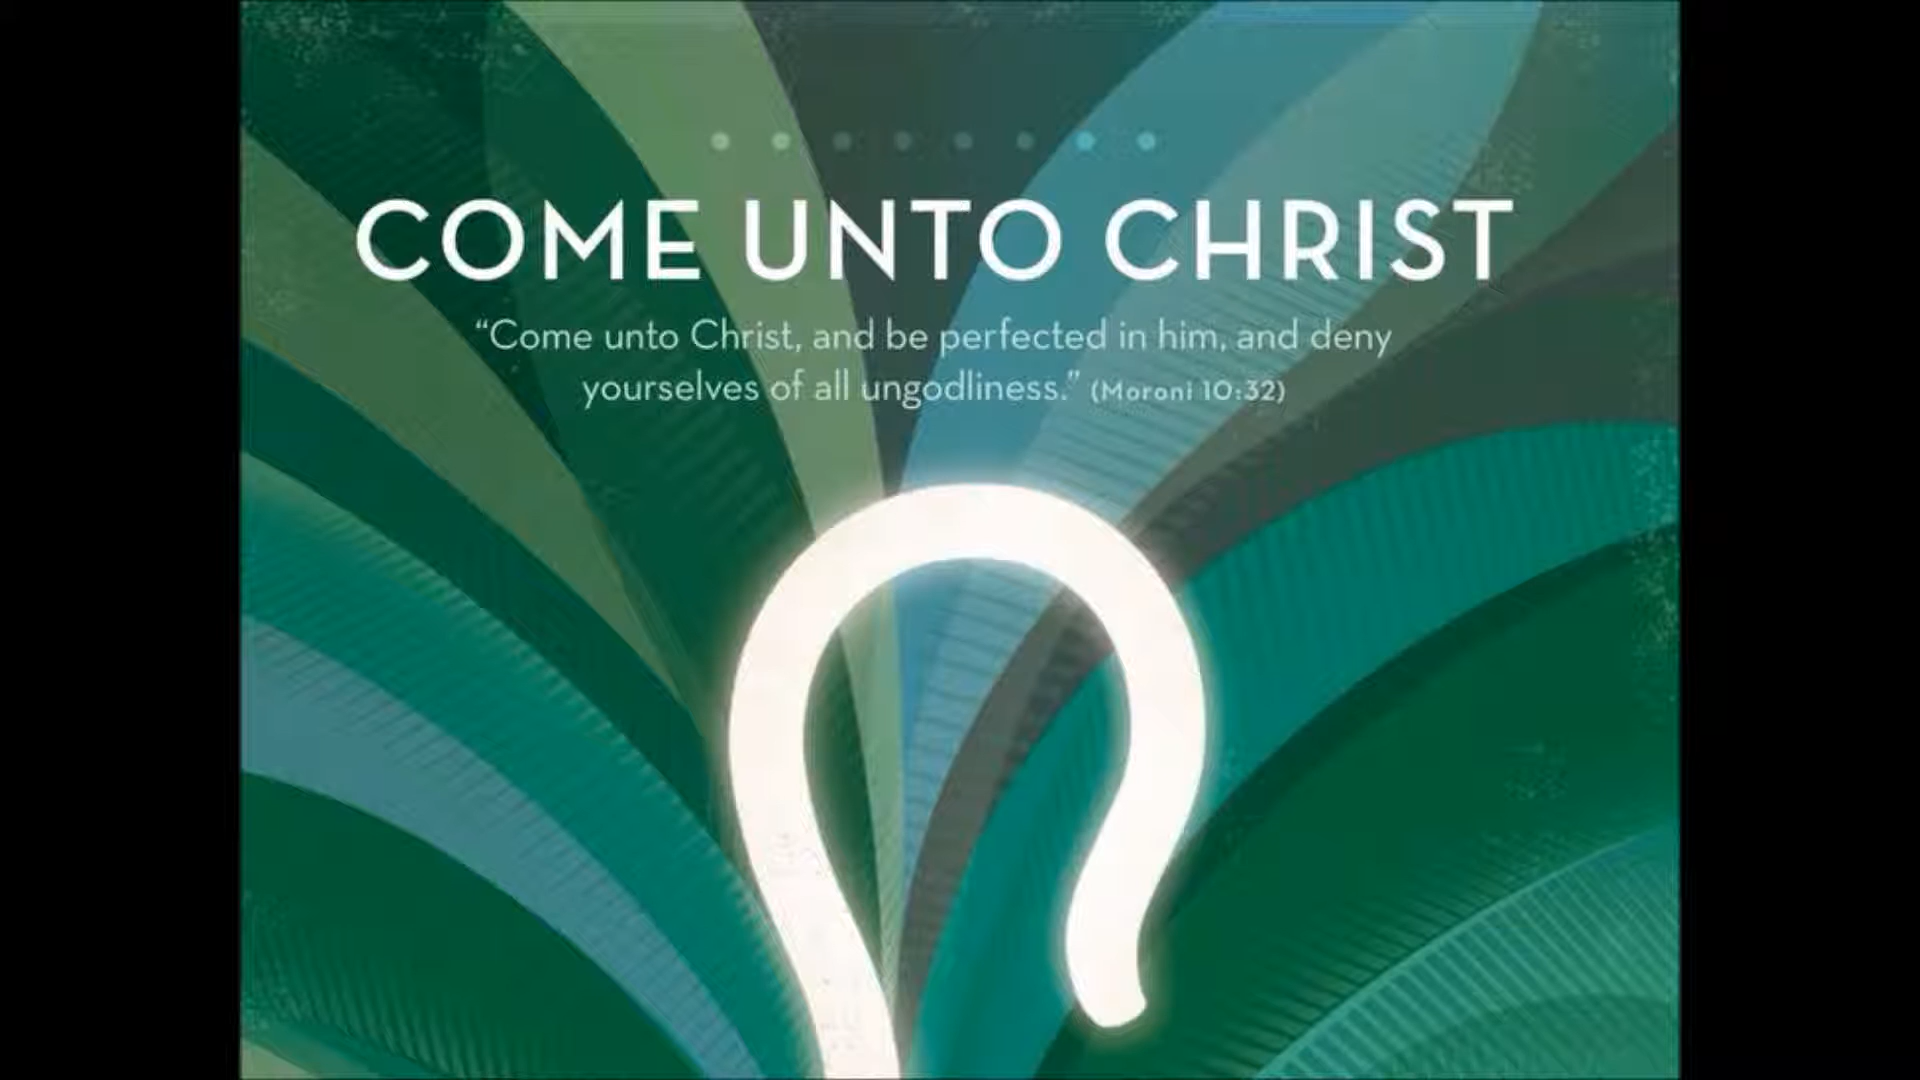 COME UNTO CHRIST
“Come unto Christ, and be perfected in him, and deny
yourselves of all ungodliness.” (Moroni 10:32)